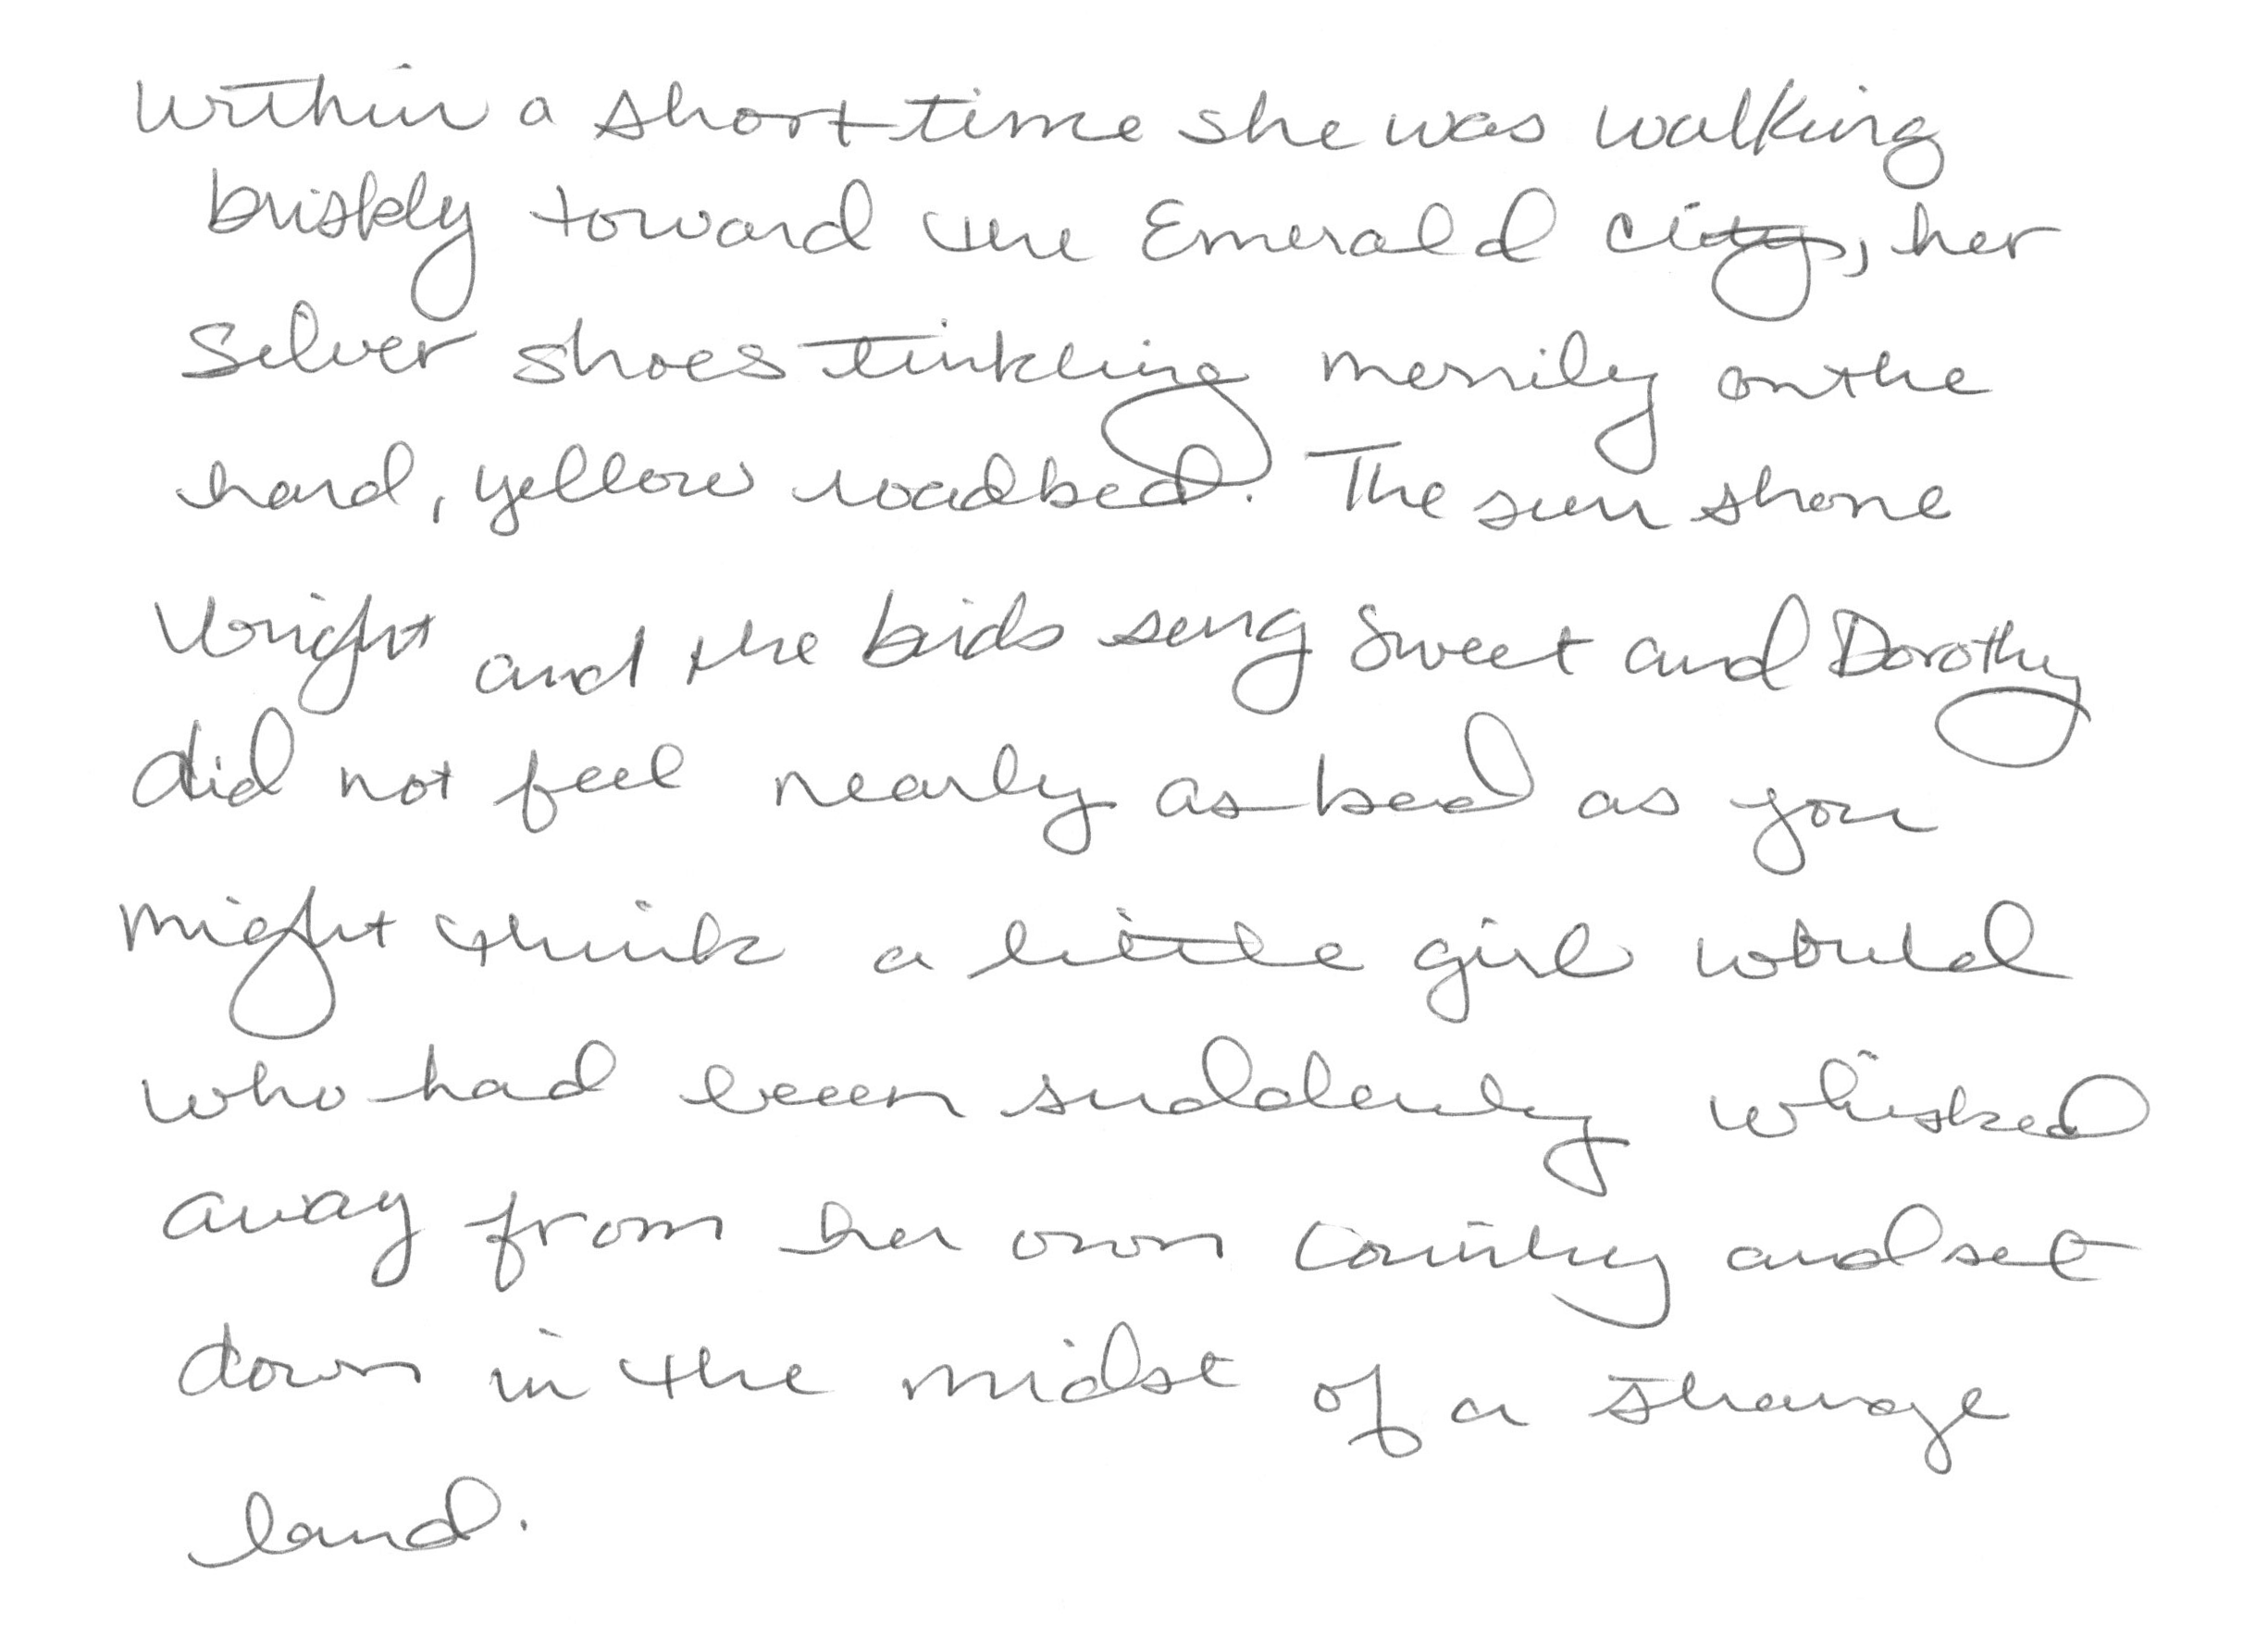 Within a short time she was walking
briskly toward the Emerald City, her
Silver shoes tinkling merrily on the
hard, yellow roadbed. The sun shone
bright and the birds sung sweet and Dorothy
did not feel nearly as bad as you
might think a little girl would
who had been suddenly whisked
away from her own country and set
down in the midst of a strange
land.